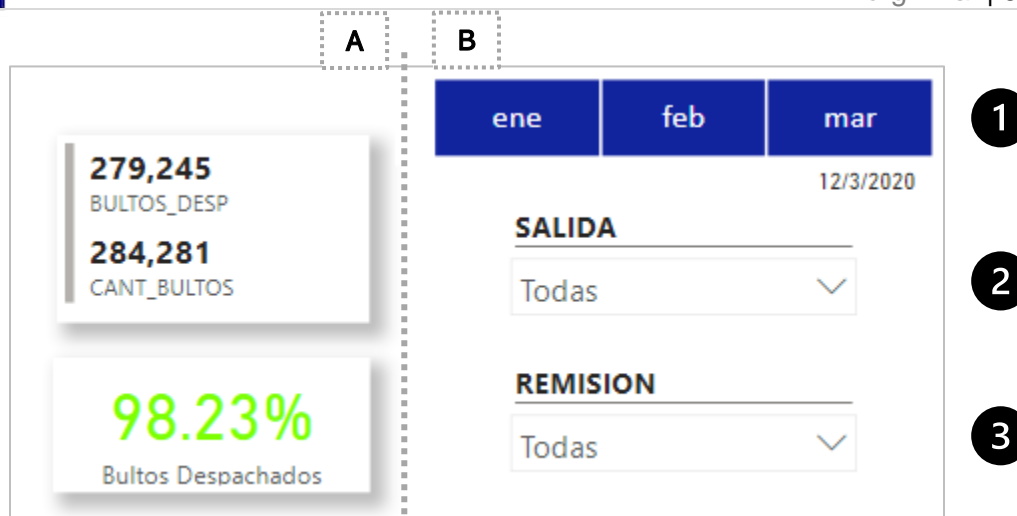 A
B
279,245
BULTOS_DESP
284,281
CANT_BULTOS
98.23%
Bultos Despachados
ene feb mar
12/3/2020
SALIDA
Todas
REMISION
Todas
1
2
3